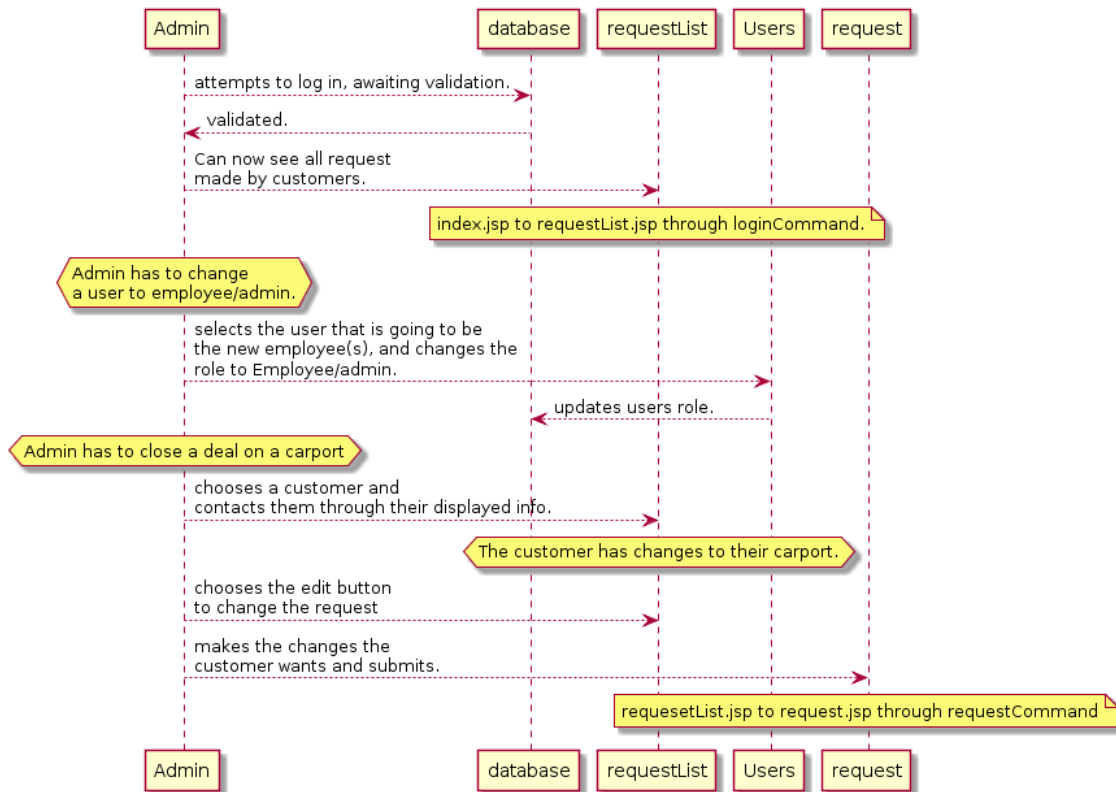 Admin database requestList Users request
attempts to log in, awaiting validation.
validated.
Can now see all request
made by customers.
index.jsp to requestList.jsp through loginCommand.
Admin has to change
a user to employee/admin.
selects the user that is going to be
the new employee(s), and changes the
role to Employee/admin.
updates users role.
Admin has to close a deal on a carport
chooses a customer and
contacts them through their displayed info.
The customer has changes to their carport.
chooses the edit button
to change the request
makes the changes the
customer wants and submits.
requesetList.jsp to request.jsp through requestCommand
Admin database requestList Users request